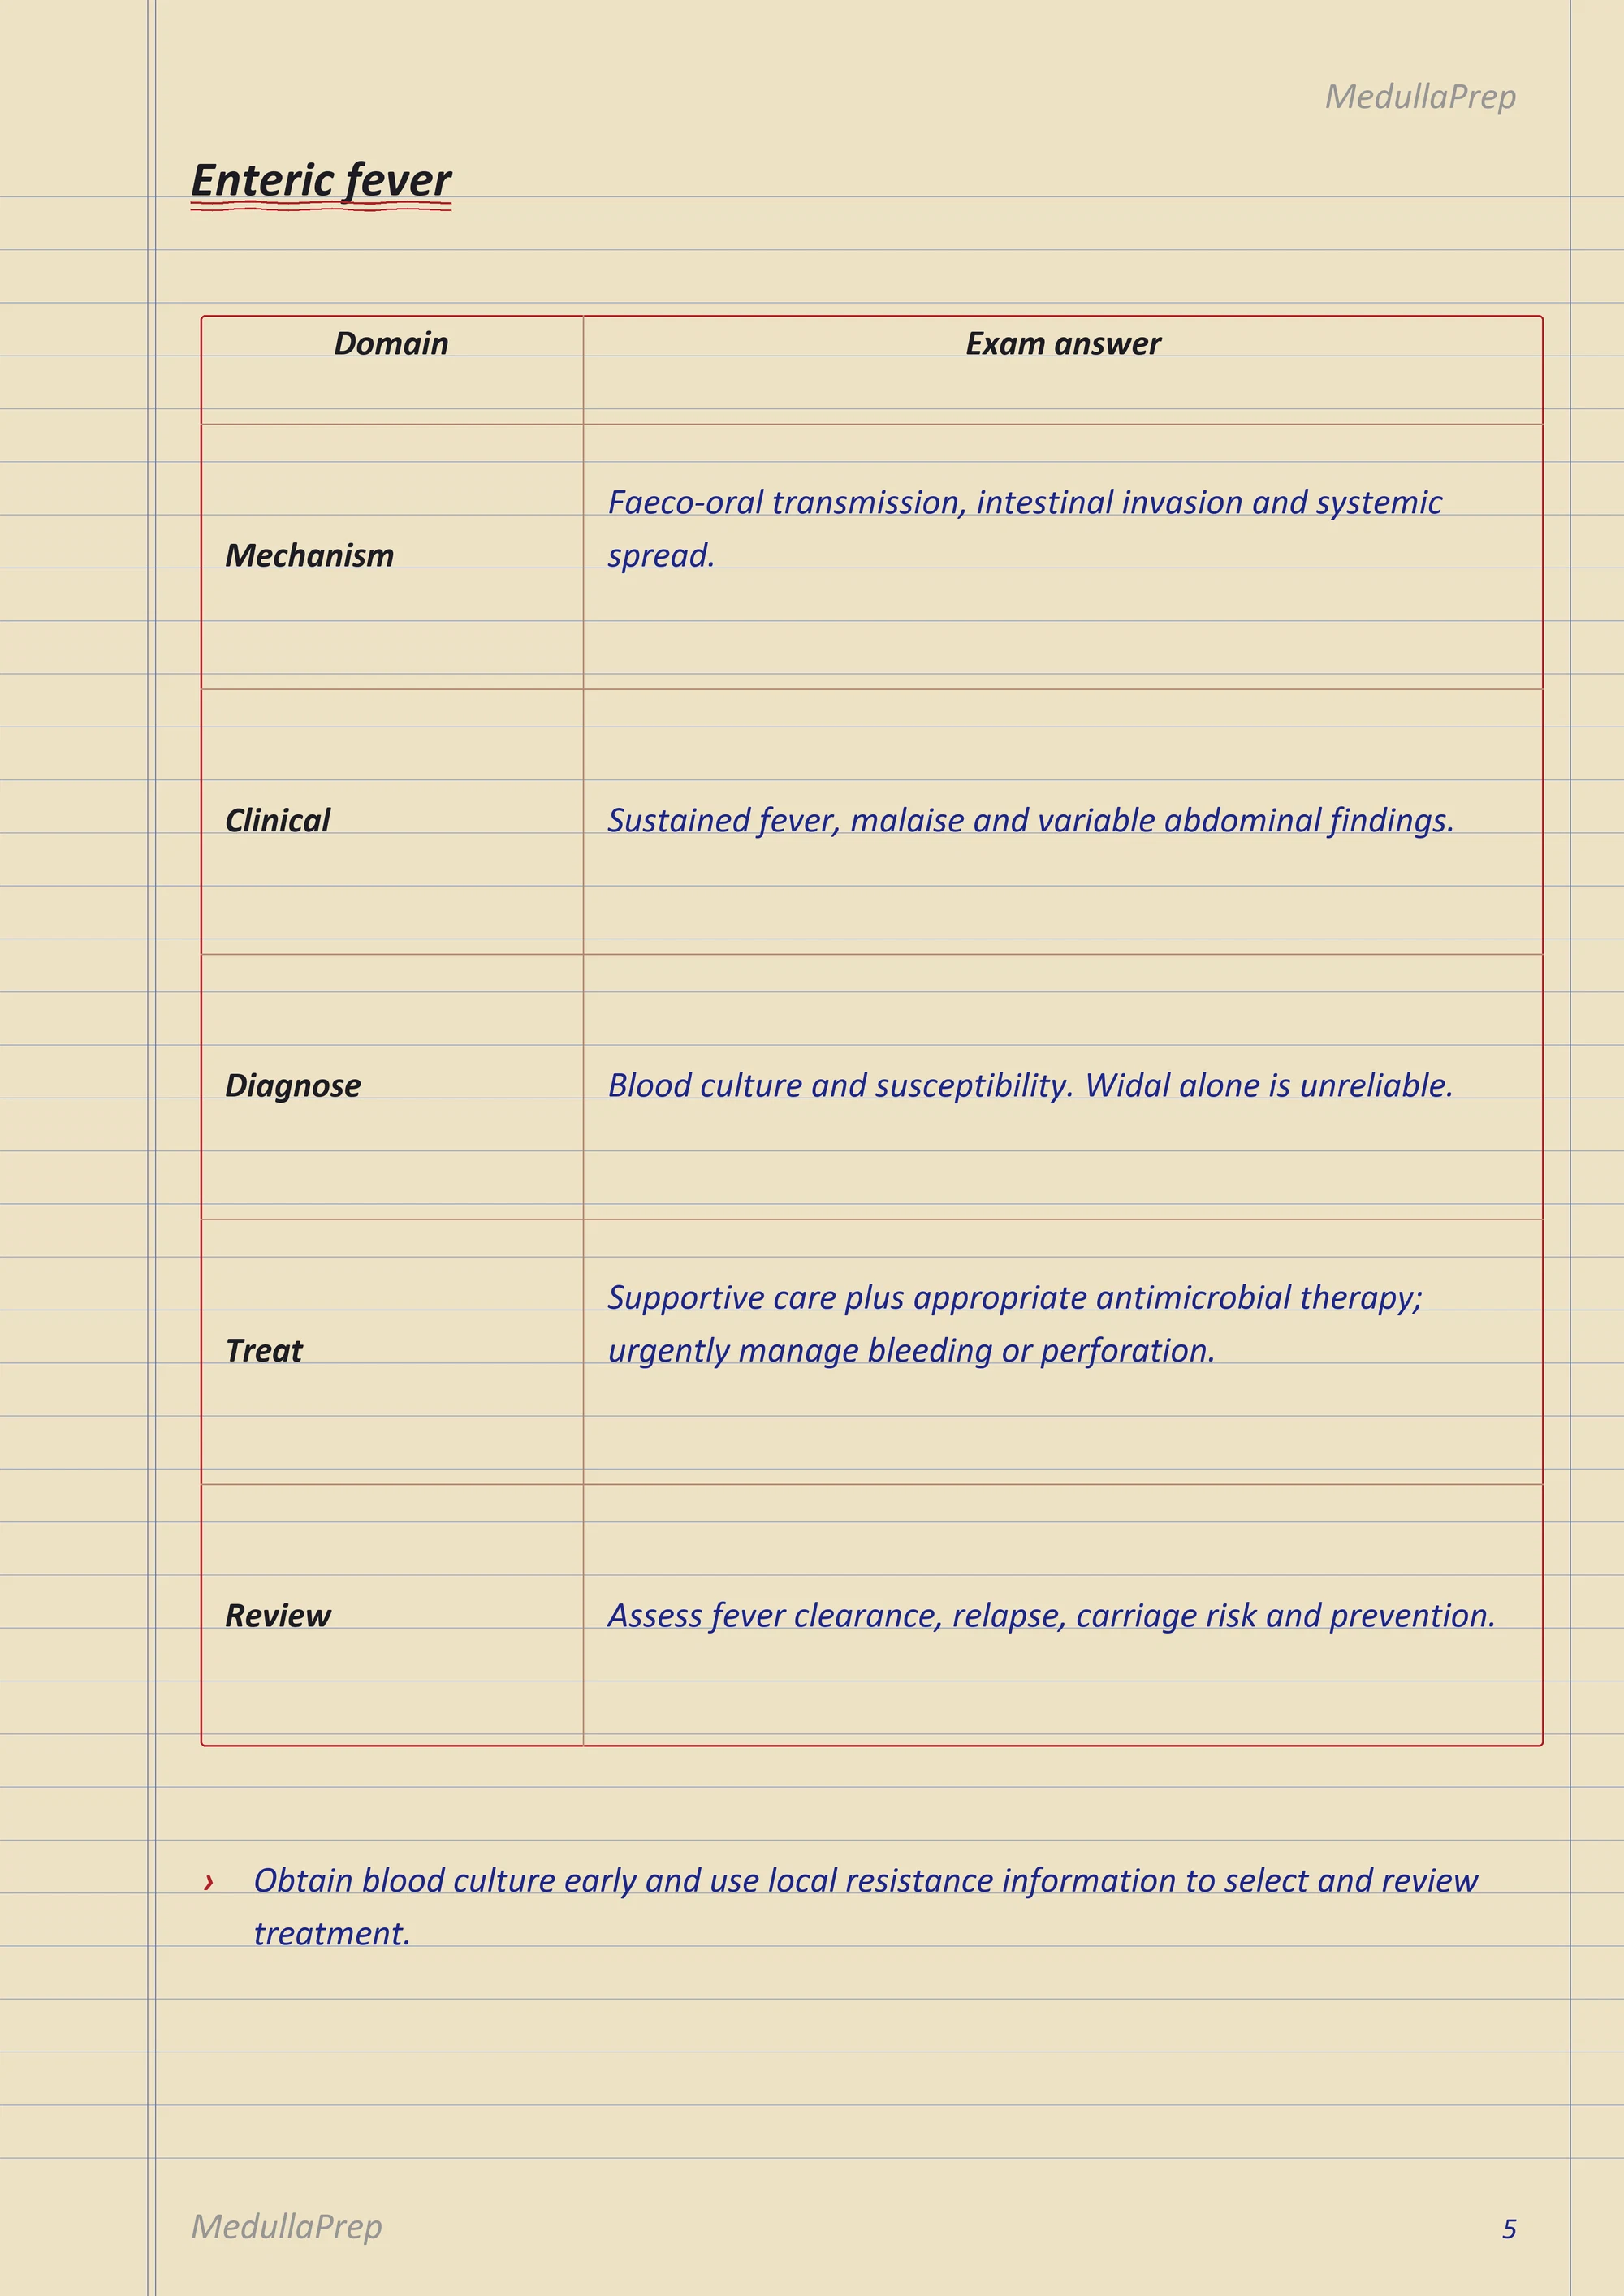 MedullaPrep
Enteric fever
Domain
Exam answer
Mechanism
Faeco-oral transmission, intestinal invasion and systemic
spread.
Clinical
Sustained fever, malaise and variable abdominal findings.
Diagnose
Blood culture and susceptibility. Widal alone is unreliable.
Treat
Supportive care plus appropriate antimicrobial therapy;
urgently manage bleeding or perforation.
Review
Assess fever clearance, relapse, carriage risk and prevention.
› Obtain blood culture early and use local resistance information to select and review
treatment.
MedullaPrep
5